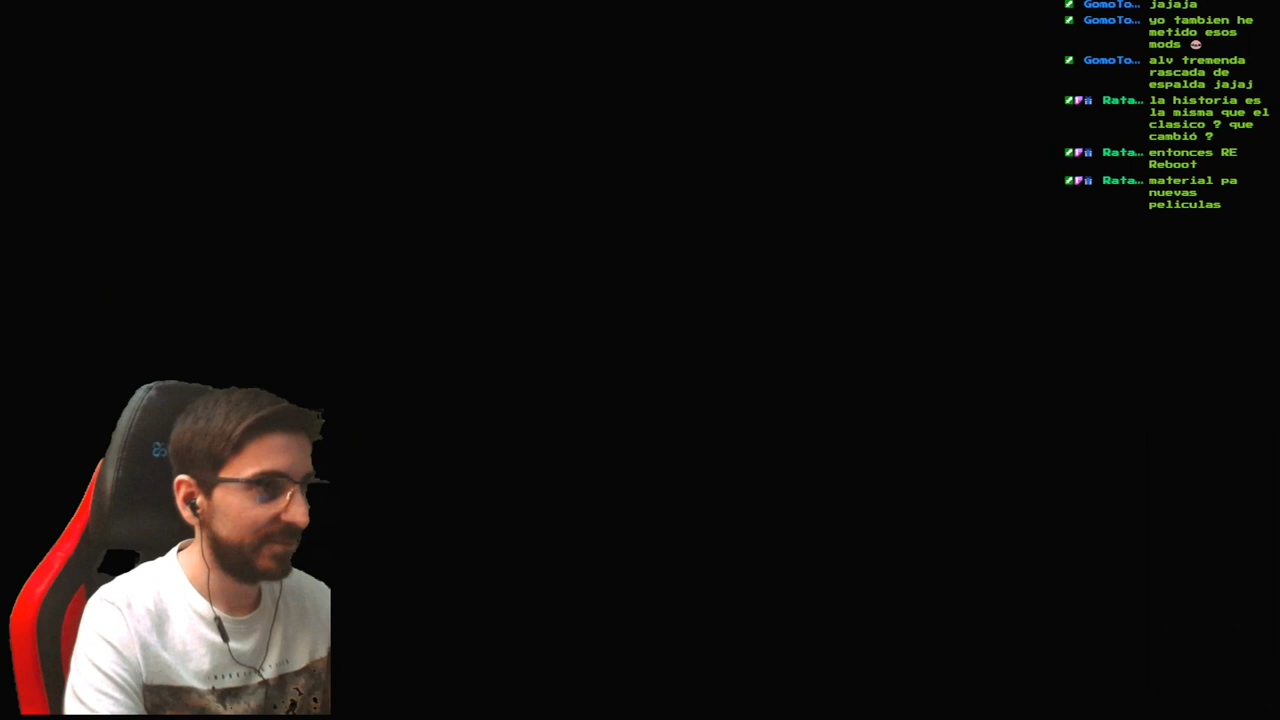 GomoTo… jajaja
GomoTo… yo tambien he
metido esos
mods
GomoTo… alv tremenda
rascada de
espalda jajaj
Rata… la historia es
la misma que el
clasico ? que
cambió ?
Rata… entonces RE
Reboot
Rata… material pa
nuevas
peliculas